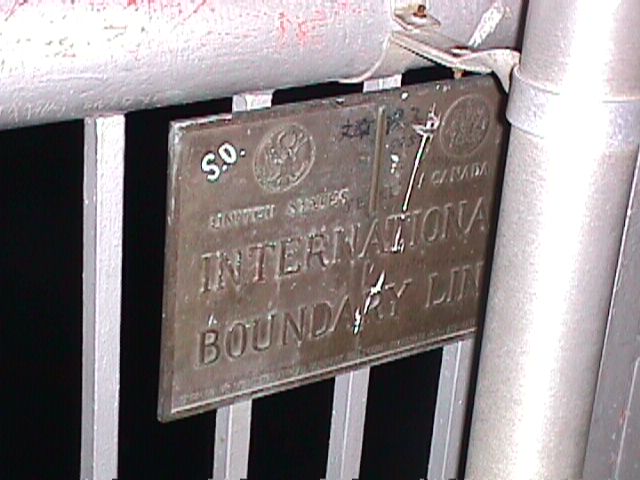 S.O.
UNITED STATES CANADA
INTERNATIONA
BOUNDARY LIN